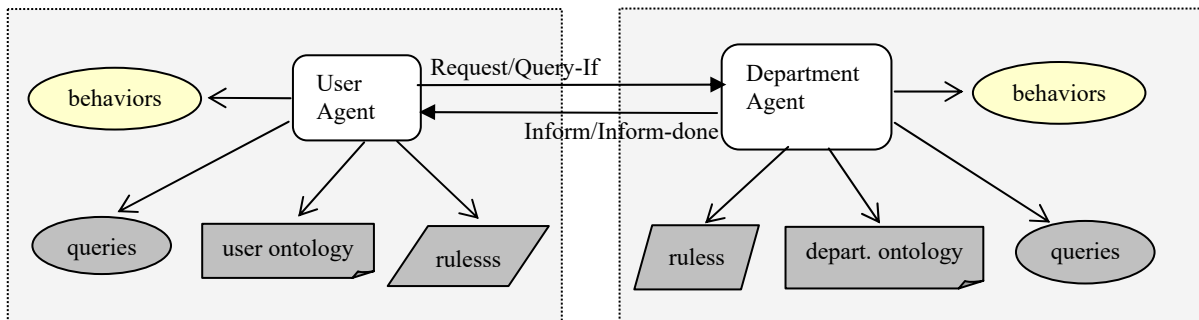 User
Agent
Request/Query-If
Department
Agent
behaviors
behaviors
Inform/Inform-done
queries
user ontology
rulesss
ruless
depart. ontology
queries